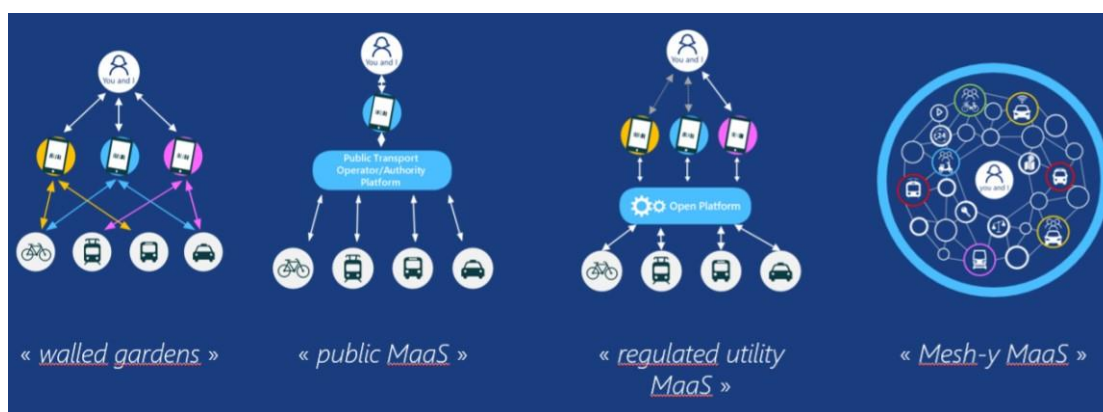 You and I
Public Transport
Operator/Authority
Platform
« walled gardens »
« public MaaS »
You and I
Open Platform
« regulated utility
MaaS »
You and I
24
you and I
« Mesh-y MaaS »